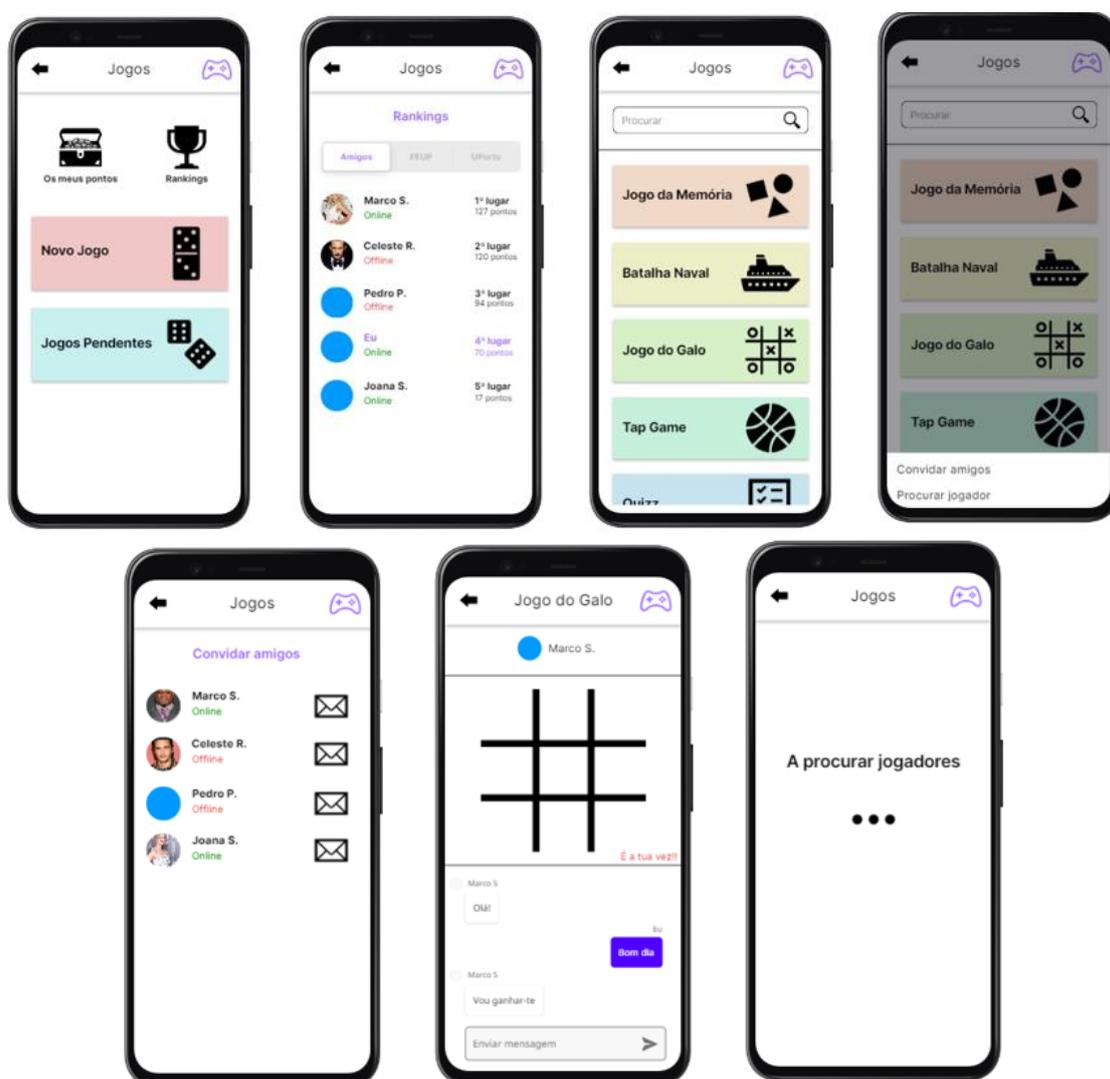 Jogos
Os meus pontos
Rankings
Novo Jogo
Jogos Pendentes
Jogos
Rankings
Amigos FEUP UPorto
Marco S. 1º lugar
Online 127 pontos
Celeste R. 2º lugar
Offline 120 pontos
Pedro P. 3º lugar
Offline 94 pontos
Eu 4º lugar
Online 70 pontos
Joana S. 5º lugar
Online 17 pontos
Jogos
Procurar
Jogo da Memória
Batalha Naval
Jogo do Galo
Tap Game
Quizz
Jogos
Procurar
Jogo da Memória
Batalha Naval
Jogo do Galo
Tap Game
Convidar amigos
Procurar jogador
Jogos
Convidar amigos
Marco S.
Online
Celeste R.
Offline
Pedro P.
Offline
Joana S.
Online
Jogo do Galo
Marco S.
É a tua vez!!
Marco S
Olá!
Eu
Bom dia
Marco S
Vou ganhar-te
Enviar mensagem
Jogos
A procurar jogadores